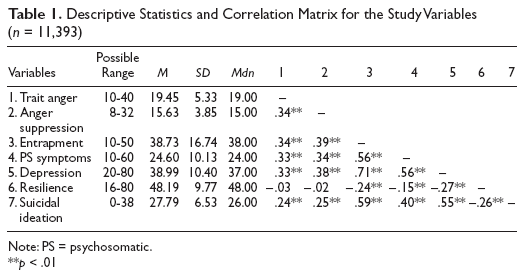 Table 1. Descriptive Statistics and Correlation Matrix for the Study Variables
(n = 11,393)
Possible
Variables Range M SD Mdn 1 2 3 4 5 6 7
1. Trait anger 10-40 19.45 5.33 19.00 –
2. Anger 8-32 15.63 3.85 15.00 .34** –
suppression
3. Entrapment 10-50 38.73 16.74 38.00 .34** .39** –
4. PS symptoms 10-60 24.60 10.13 24.00 .33** .34** .56** –
5. Depression 20-80 38.99 10.40 37.00 .33** .38** .71** .56** –
6. Resilience 16-80 48.19 9.77 48.00 –.03 –.02 –.24** –.15** –.27** –
7. Suicidal 0-38 27.79 6.53 26.00 .24** .25** .59** .40** .55** –.26** –
ideation
Note: PS = psychosomatic.
**p < .01